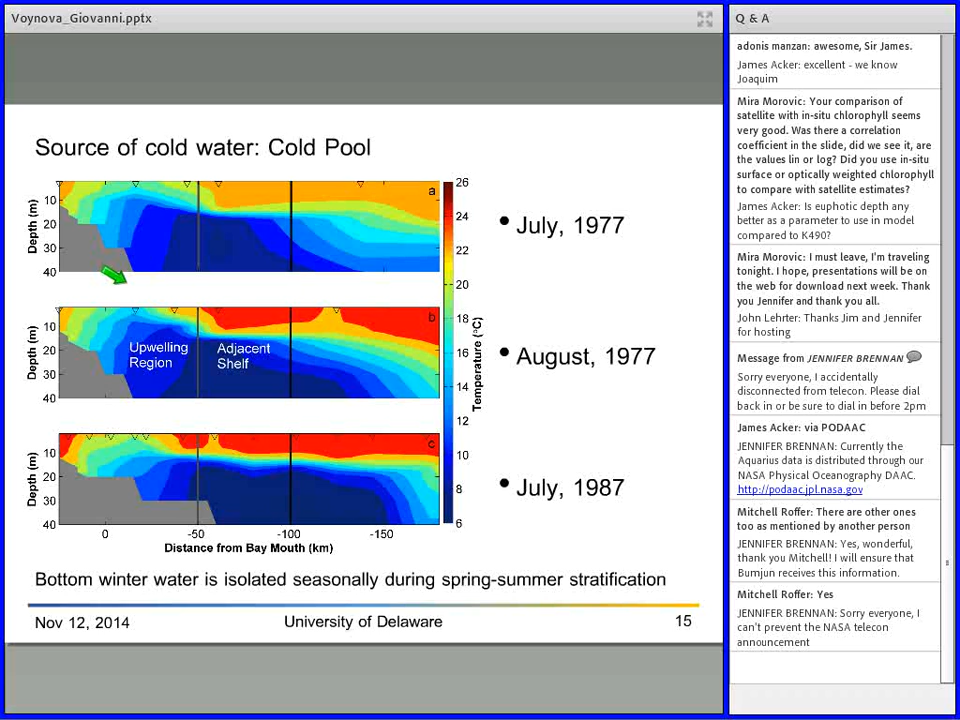 Voynova_Giovanni.pptx
Source of cold water: Cold Pool
Depth (m)
10
20
30
40
a
26
24
22
20
18
16
14
12
10
8
6
Temperature (°C)
• July, 1977
Depth (m)
10
20
30
40
b
Upwelling
Region
Adjacent
Shelf
• August, 1977
Depth (m)
10
20
30
40
c
• July, 1987
0
-50
-100
-150
Distance from Bay Mouth (km)
Bottom winter water is isolated seasonally during spring-summer stratification
Nov 12, 2014
University of Delaware
15
Q & A
adonis manzan: awesome, Sir James.
James Acker: excellent - we know
Joaquim
Mira Morovic: Your comparison of
satellite with in-situ chlorophyll seems
very good. Was there a correlation
coefficient in the slide, did we see it, are
the values lin or log? Did you use in-situ
surface or optically weighted chlorophyll
to compare with satellite estimates?
James Acker: Is euphotic depth any
better as a parameter to use in model
compared to K490?
Mira Morovic: I must leave, I'm traveling
tonight. I hope, presentations will be on
the web for download next week. Thank
you Jennifer and thank you all.
John Lehrter: Thanks Jim and Jennifer
for hosting
Message from JENNIFER BRENNAN
Sorry everyone, I accidentally
disconnected from telecon. Please dial
back in or be sure to dial in before 2pm
James Acker: via PODAAC
JENNIFER BRENNAN: Currently the
Aquarius data is distributed through our
NASA Physical Oceanography DAAC.
http://podaac.jpl.nasa.gov
Mitchell Roffer: There are other ones
too as mentioned by another person
JENNIFER BRENNAN: Yes, wonderful,
thank you Mitchell! I will ensure that
Bumjun receives this information.
Mitchell Roffer: Yes
JENNIFER BRENNAN: Sorry everyone, I
can't prevent the NASA telecon
announcement